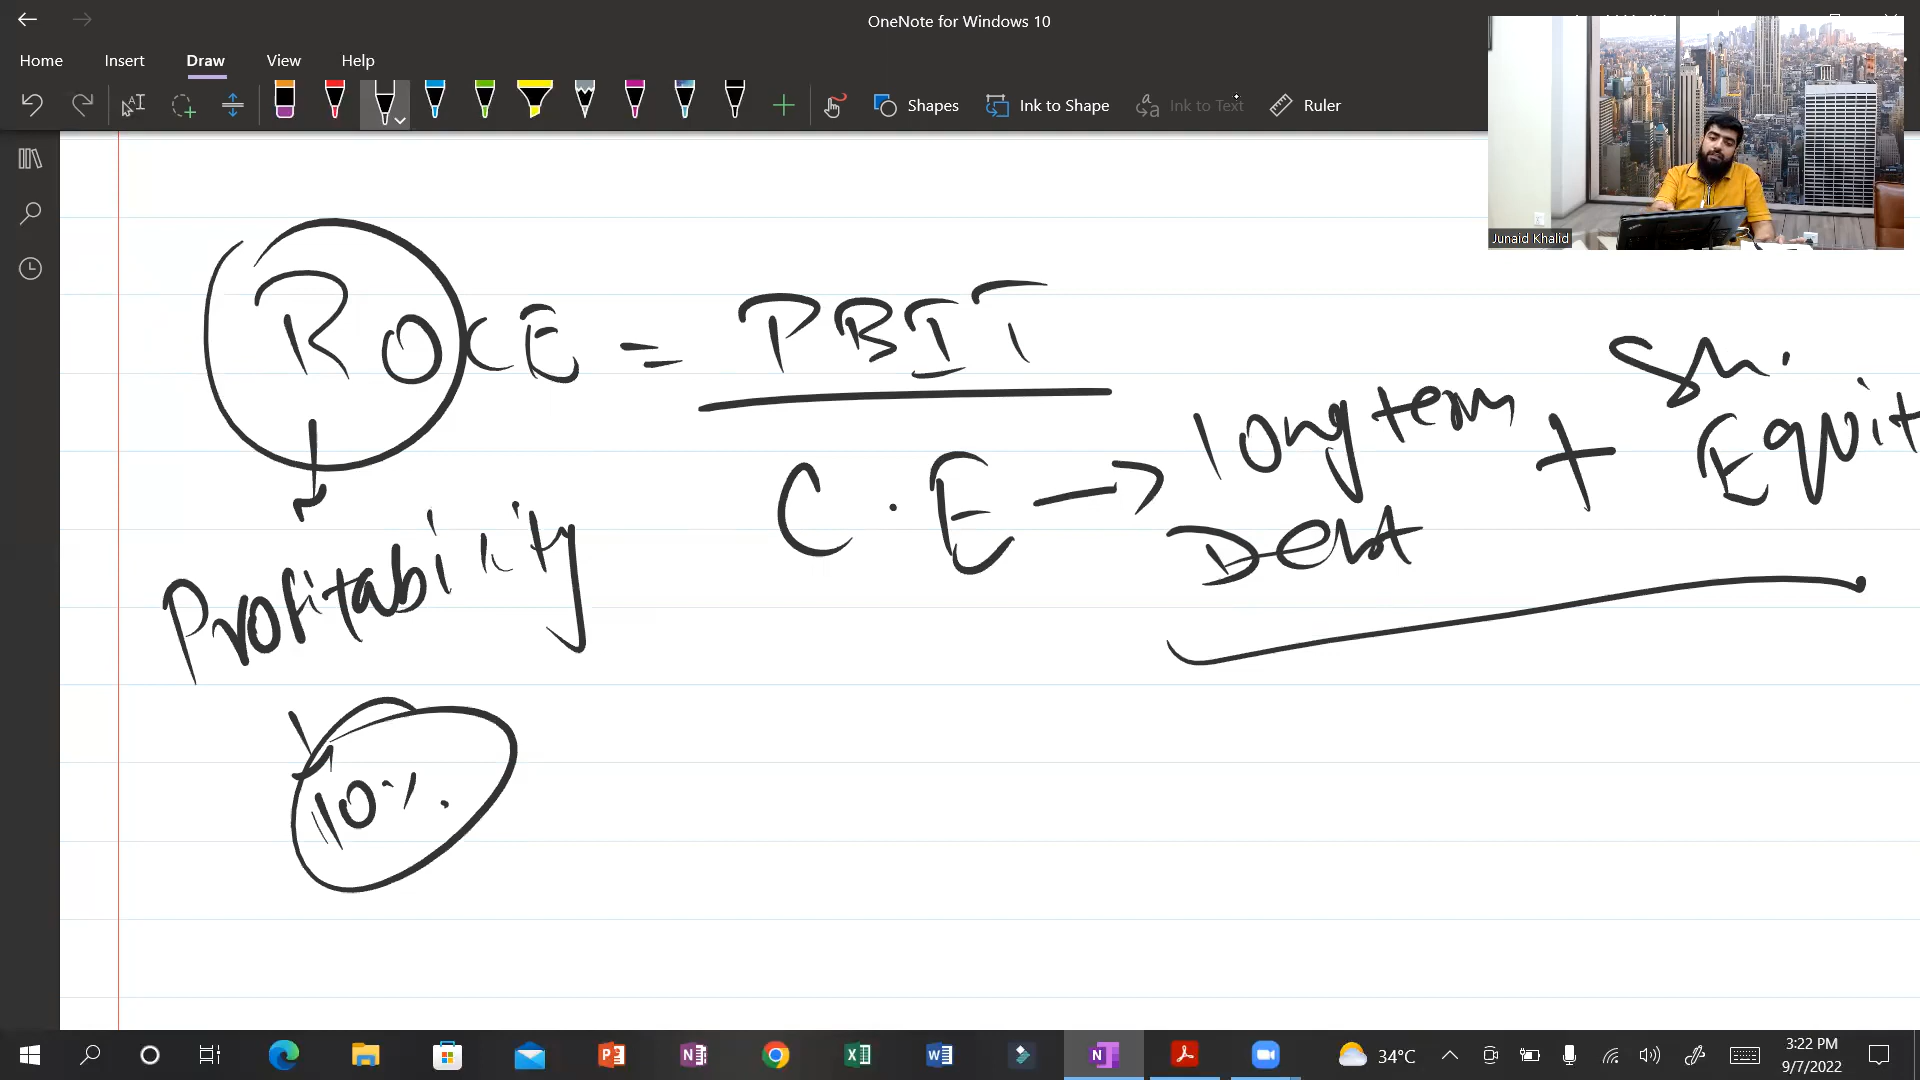 OneNote for Windows 10
Home Insert Draw View Help
Shapes Ink to Shape Ink to Text Ruler
Junaid Khalid
ROCE = PBIT
C.E → long term Debt + Sh. Equit
Profitability
10%.
34°C
3:22 PM
9/7/2022